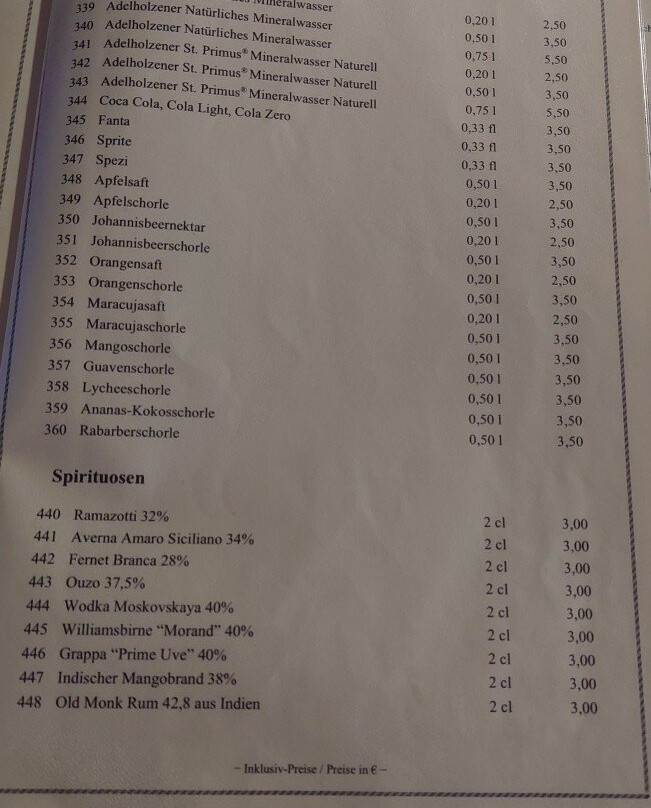 Mineralwasser 0,20 l 2,50
339 Adelholzener Natürliches Mineralwasser 0,50 l 3,50
340 Adelholzener Natürliches Mineralwasser 0,75 l 5,50
341 Adelholzener St. Primus® Mineralwasser Naturell 0,20 l 2,50
342 Adelholzener St. Primus® Mineralwasser Naturell 0,50 l 3,50
343 Adelholzener St. Primus® Mineralwasser Naturell 0,75 l 5,50
344 Coca Cola, Cola Light, Cola Zero 0,33 fl 3,50
345 Fanta 0,33 fl 3,50
346 Sprite 0,33 fl 3,50
347 Spezi 0,50 l 3,50
348 Apfelsaft 0,20 l 2,50
349 Apfelschorle 0,50 l 3,50
350 Johannisbeernektar 0,20 l 2,50
351 Johannisbeerschorle 0,50 l 3,50
352 Orangensaft 0,20 l 2,50
353 Orangenschorle 0,50 l 3,50
354 Maracujasaft 0,20 l 2,50
355 Maracujaschorle 0,50 l 3,50
356 Mangoschorle 0,50 l 3,50
357 Guavenschorle 0,50 l 3,50
358 Lycheeschorle 0,50 l 3,50
359 Ananas-Kokosschorle 0,50 l 3,50
360 Rabarberschorle 0,50 l 3,50
Spirituosen
440 Ramazotti 32% 2 cl 3,00
441 Averna Amaro Siciliano 34% 2 cl 3,00
442 Fernet Branca 28% 2 cl 3,00
443 Ouzo 37,5% 2 cl 3,00
444 Wodka Moskovskaya 40% 2 cl 3,00
445 Williamsbirne “Morand” 40% 2 cl 3,00
446 Grappa “Prime Uve” 40% 2 cl 3,00
447 Indischer Mangobrand 38% 2 cl 3,00
448 Old Monk Rum 42,8 aus Indien 2 cl 3,00
– Inklusiv-Preise / Preise in € –